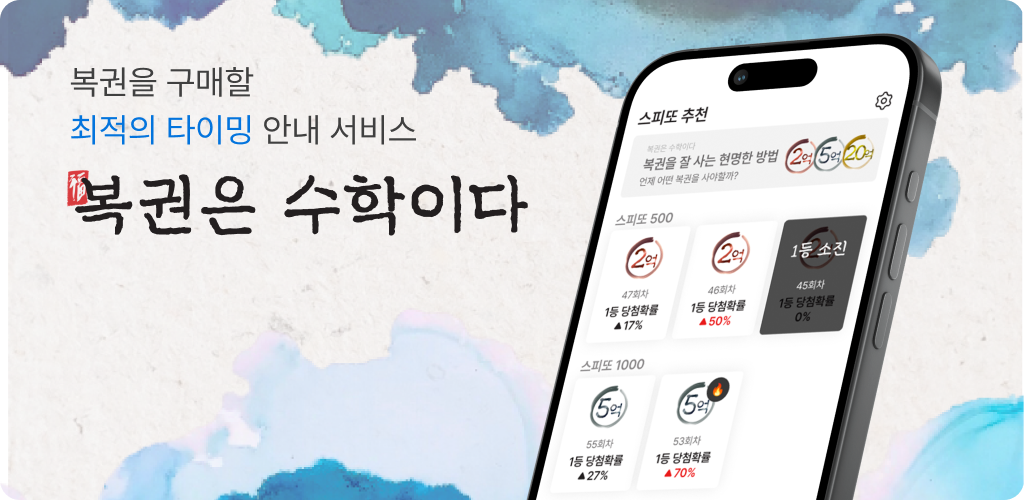 복권을 구매할
최적의 타이밍 안내 서비스
福
복권은 수학이다
스피또 추천
복권은 수학이다
복권을 잘 사는 현명한 방법
언제 어떤 복권을 사야할까?
2억 5억 20억
스피또 500
2억
47회차
1등 당첨확률
▲17%
2억
46회차
1등 당첨확률
▲50%
2억
1등 소진
45회차
1등 당첨확률
0%
스피또 1000
5억
55회차
1등 당첨확률
▲27%
5억
53회차
1등 당첨확률
▲70%